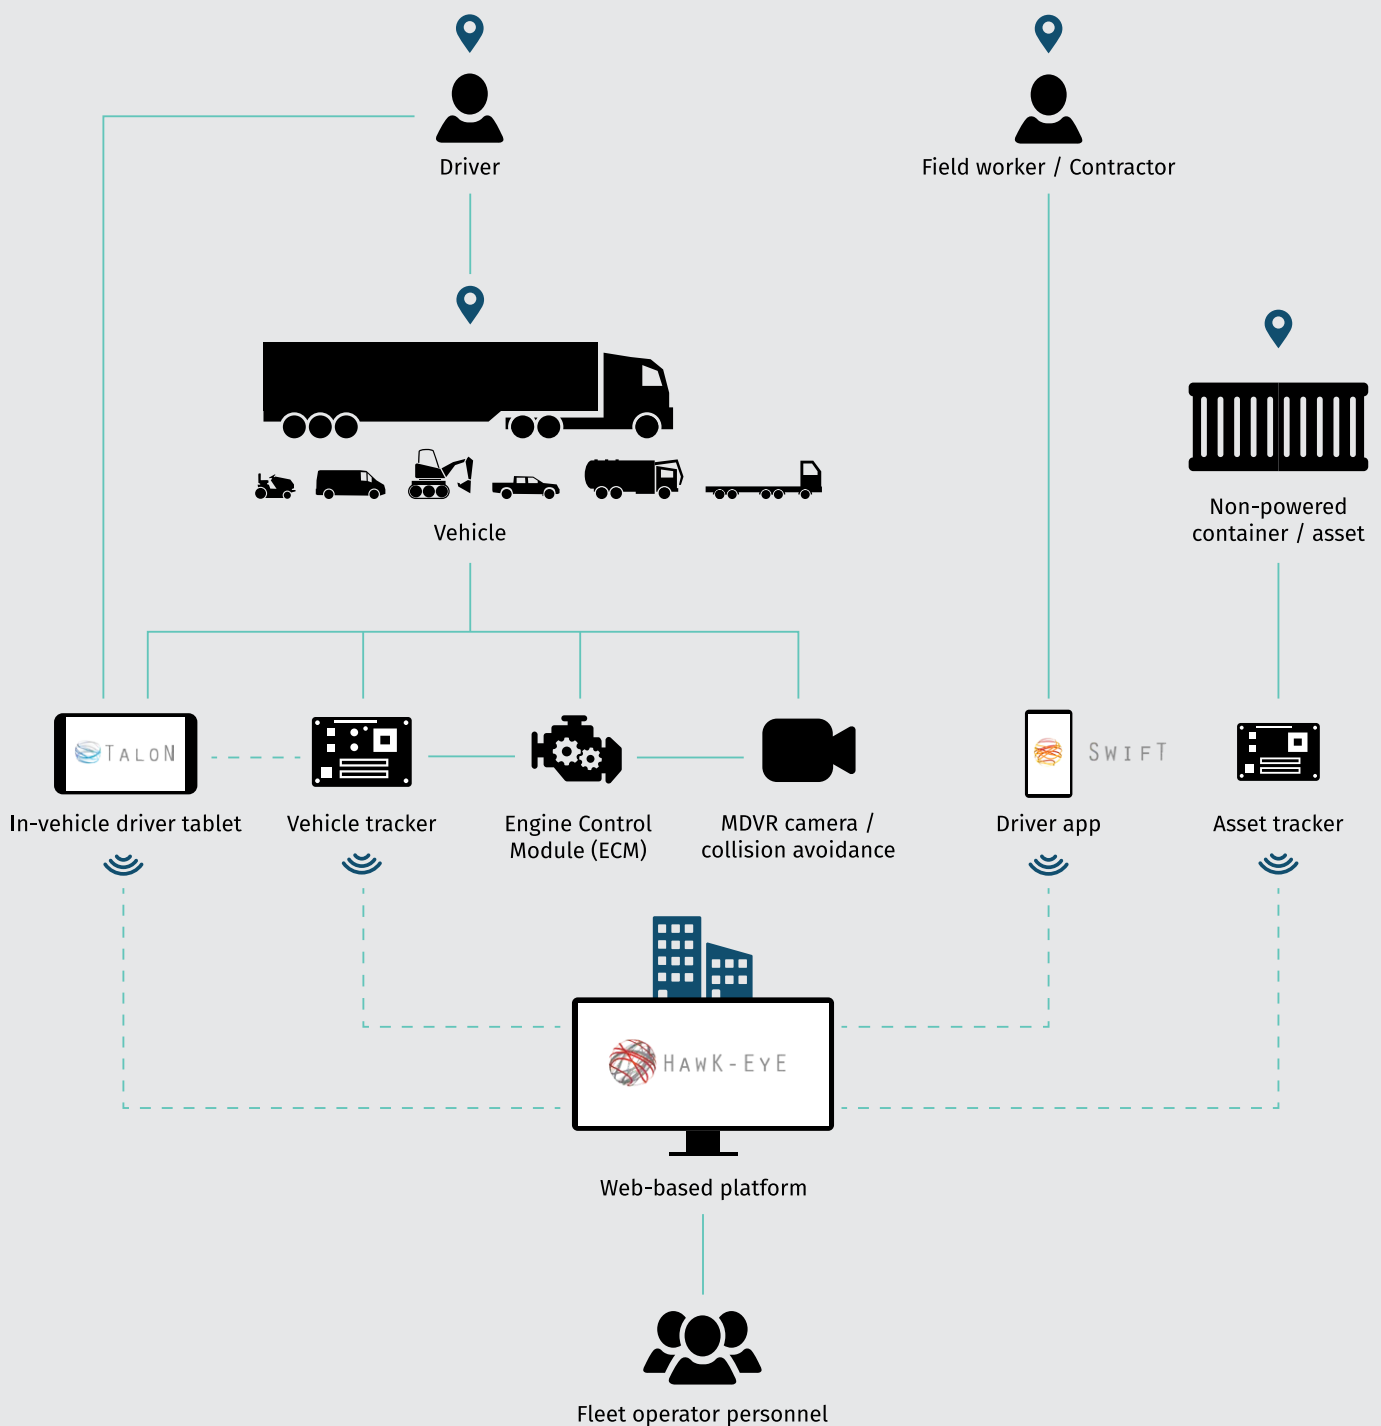 Driver
Field worker / Contractor
Non-powered
container / asset
Vehicle
TALON
SWIFT
In-vehicle driver tablet
Vehicle tracker
Engine Control
Module (ECM)
MDVR camera /
collision avoidance
Driver app
Asset tracker
HAWK-EYE
Web-based platform
Fleet operator personnel